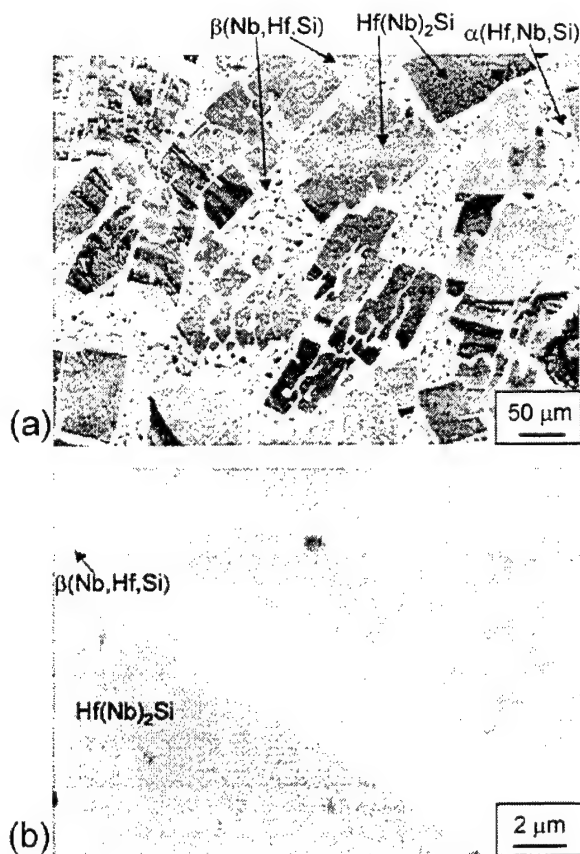 β(Nb,Hf,Si) Hf(Nb)₂Si α(Hf,Nb,Si)
(a)
50 μm
β(Nb,Hf,Si)
Hf(Nb)₂Si
(b)
2 μm